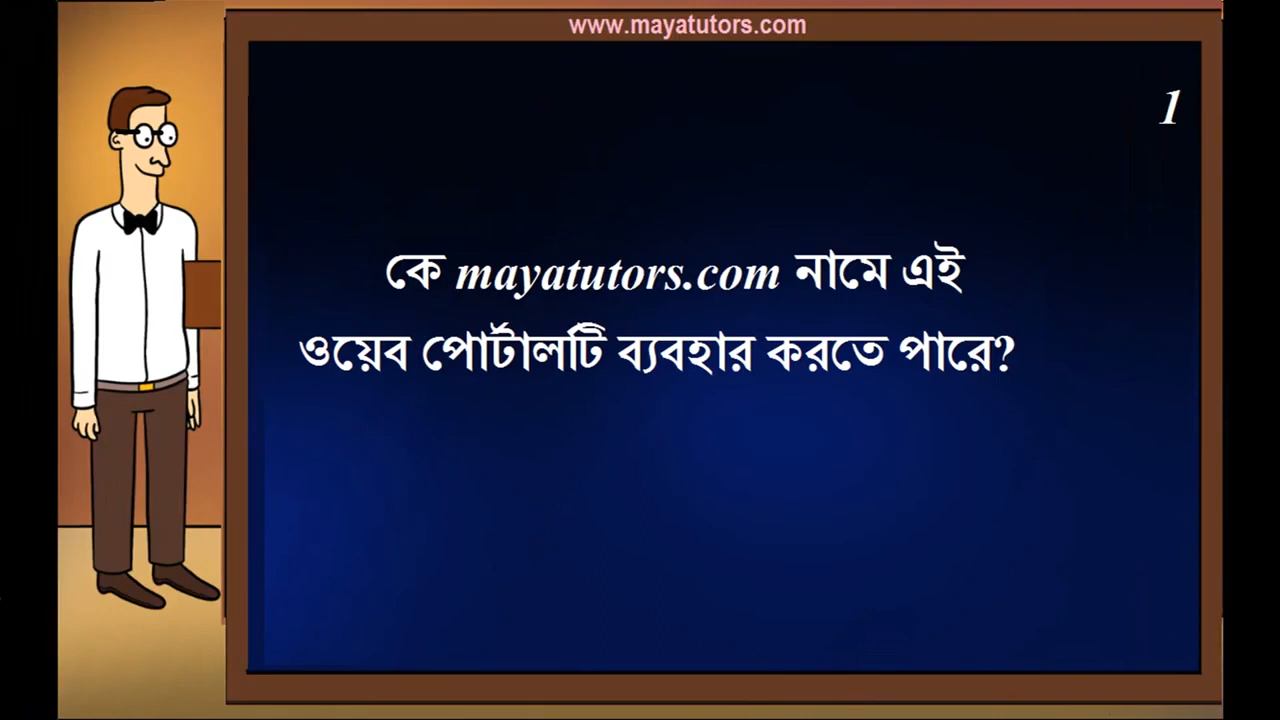 www.mayatutors.com
1
কে mayatutors.com নামে এই
ওয়েব পোর্টালটি ব্যবহার করতে পারে?